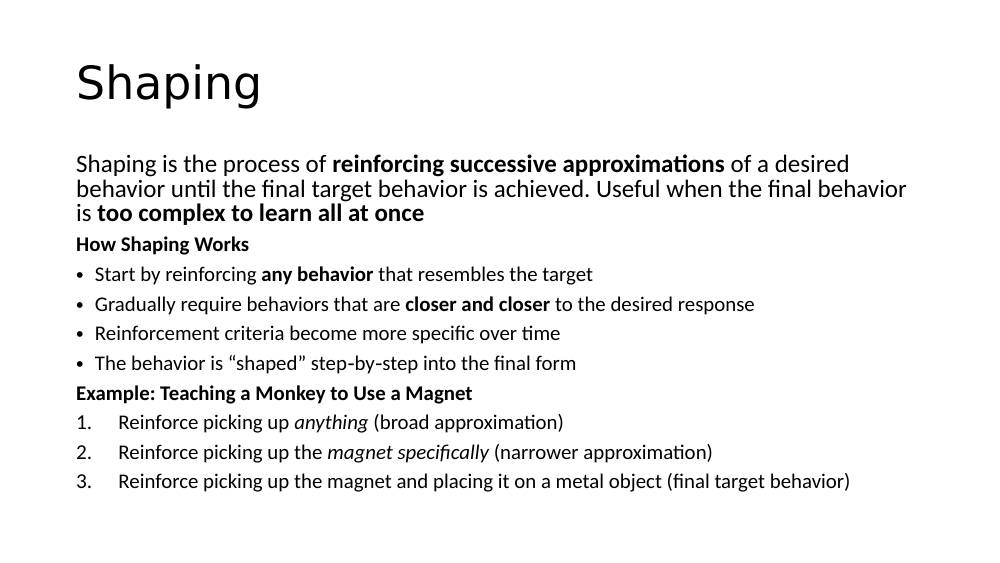 Shaping
Shaping is the process of reinforcing successive approximations of a desired
behavior until the final target behavior is achieved. Useful when the final behavior
is too complex to learn all at once
How Shaping Works
• Start by reinforcing any behavior that resembles the target
• Gradually require behaviors that are closer and closer to the desired response
• Reinforcement criteria become more specific over time
• The behavior is “shaped” step-by-step into the final form
Example: Teaching a Monkey to Use a Magnet
1. Reinforce picking up anything (broad approximation)
2. Reinforce picking up the magnet specifically (narrower approximation)
3. Reinforce picking up the magnet and placing it on a metal object (final target behavior)